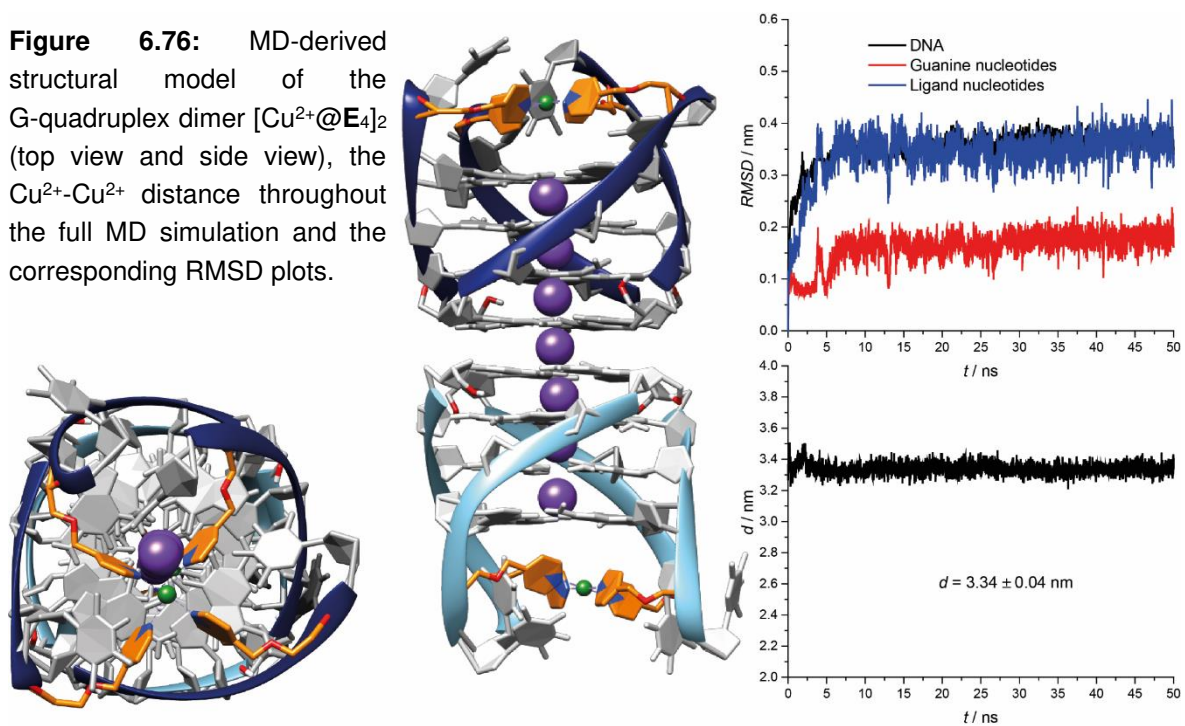 Figure 6.76: MD-derived
structural model of the
G-quadruplex dimer [Cu²⁺@E₄]₂
(top view and side view), the
Cu²⁺-Cu²⁺ distance throughout
the full MD simulation and the
corresponding RMSD plots.
0.6
0.5
0.4
0.3
0.2
0.1
0.0
RMSD / nm
DNA
Guanine nucleotides
Ligand nucleotides
0 5 10 15 20 25 30 35 40 45 50
t / ns
4.0
3.8
3.6
3.4
3.2
3.0
2.8
2.6
2.4
2.2
2.0
d / nm
d = 3.34 ± 0.04 nm
0 5 10 15 20 25 30 35 40 45 50
t / ns